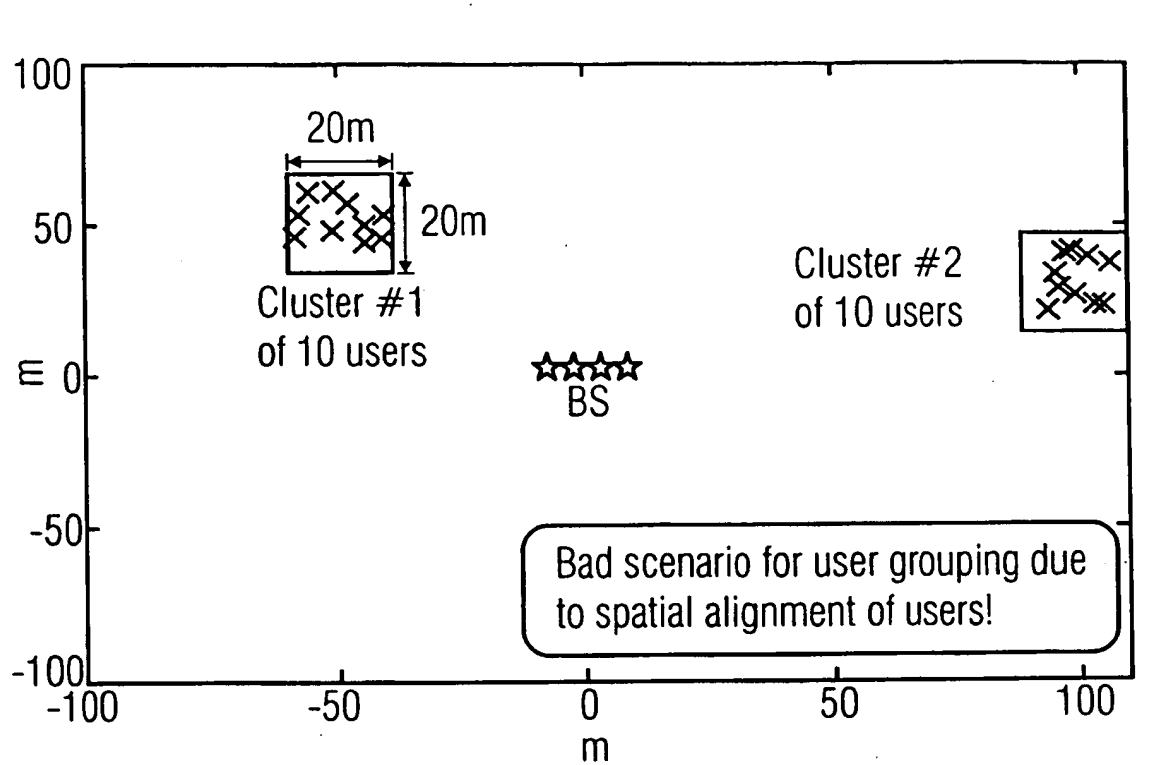 100
20m
20m
50
Cluster #1
of 10 users
Cluster #2
of 10 users
m
0
BS
-50
Bad scenario for user grouping due
to spatial alignment of users!
-100
-100
-50
0
50
100
m